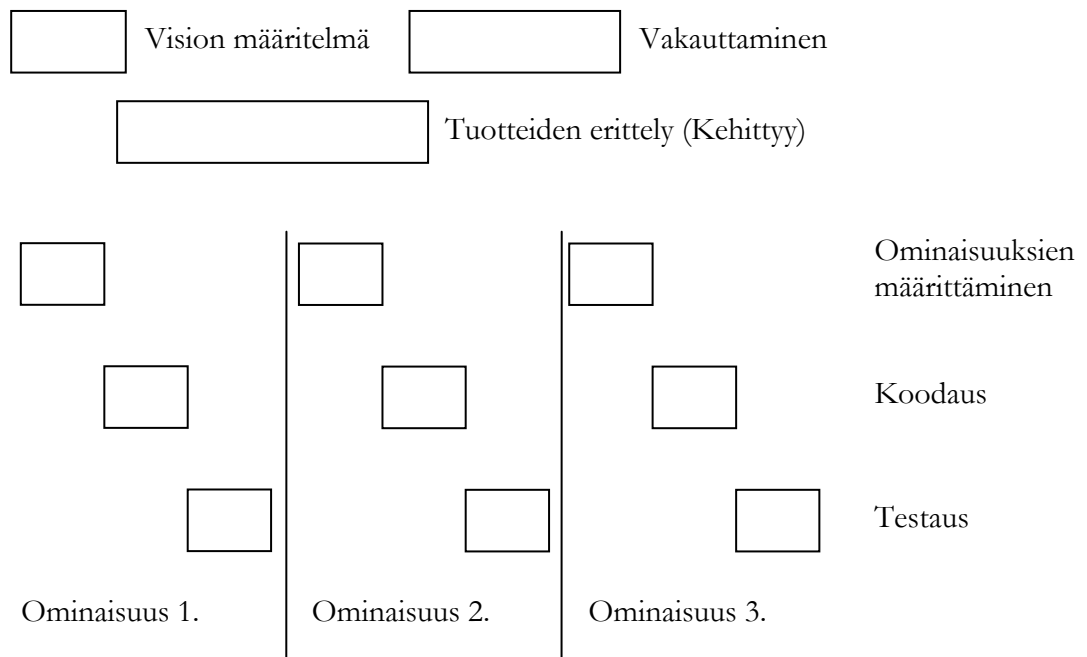 Vision määritelmä
Vakauttaminen
Tuotteiden erittely (Kehittyy)
Ominaisuuksien
määrittäminen
Koodaus
Testaus
Ominaisuus 1.
Ominaisuus 2.
Ominaisuus 3.